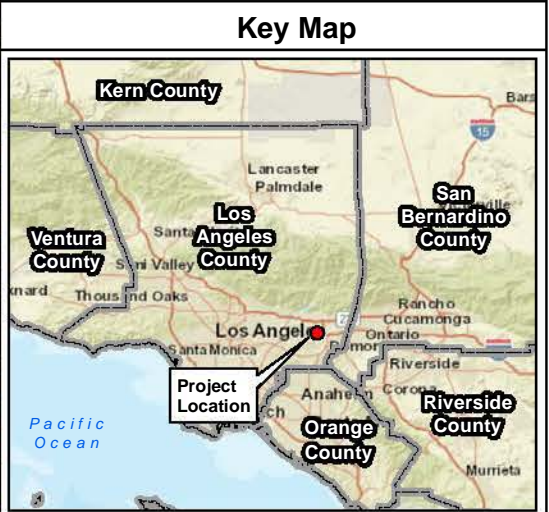 Key Map
Kern County
Bars
15
Lancaster
Palmdale
San
Bernardino
County
Los
Angeles
County
Ventura
County
Santa
Simi Valley
Thousand Oaks
Rancho
Cucamonga
Ontario
Los Angele
Santa Monica
Riverside
Project
Location
Anaheim
Corona
Riverside
County
Orange
County
Pacific
Ocean
Murrieta